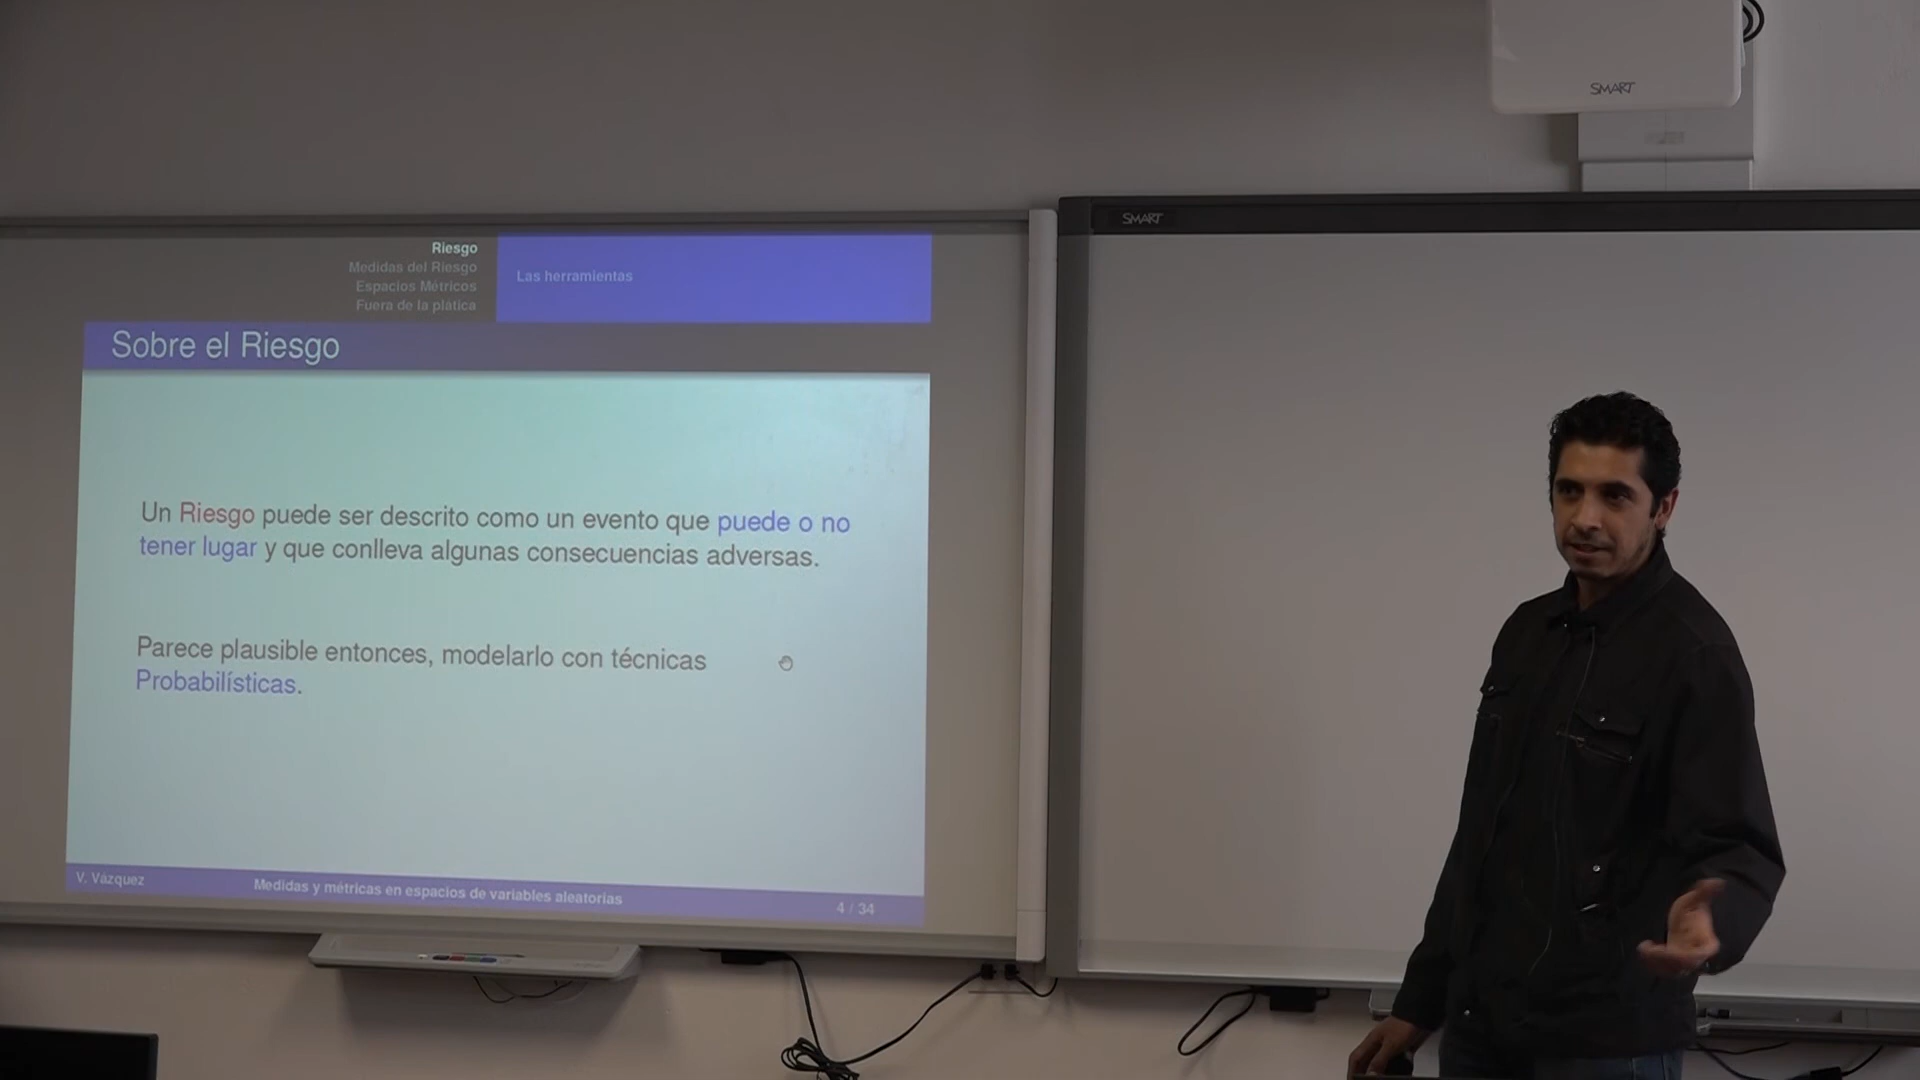 SMART
SMART
Riesgo
Medidas del Riesgo
Espacios Métricos
Fuera de la plática
Las herramientas
Sobre el Riesgo
Un Riesgo puede ser descrito como un evento que puede o no
tener lugar y que conlleva algunas consecuencias adversas.
Parece plausible entonces, modelarlo con técnicas
Probabilísticas.
V. Vázquez
Medidas y métricas en espacios de variables aleatorias
4 / 34